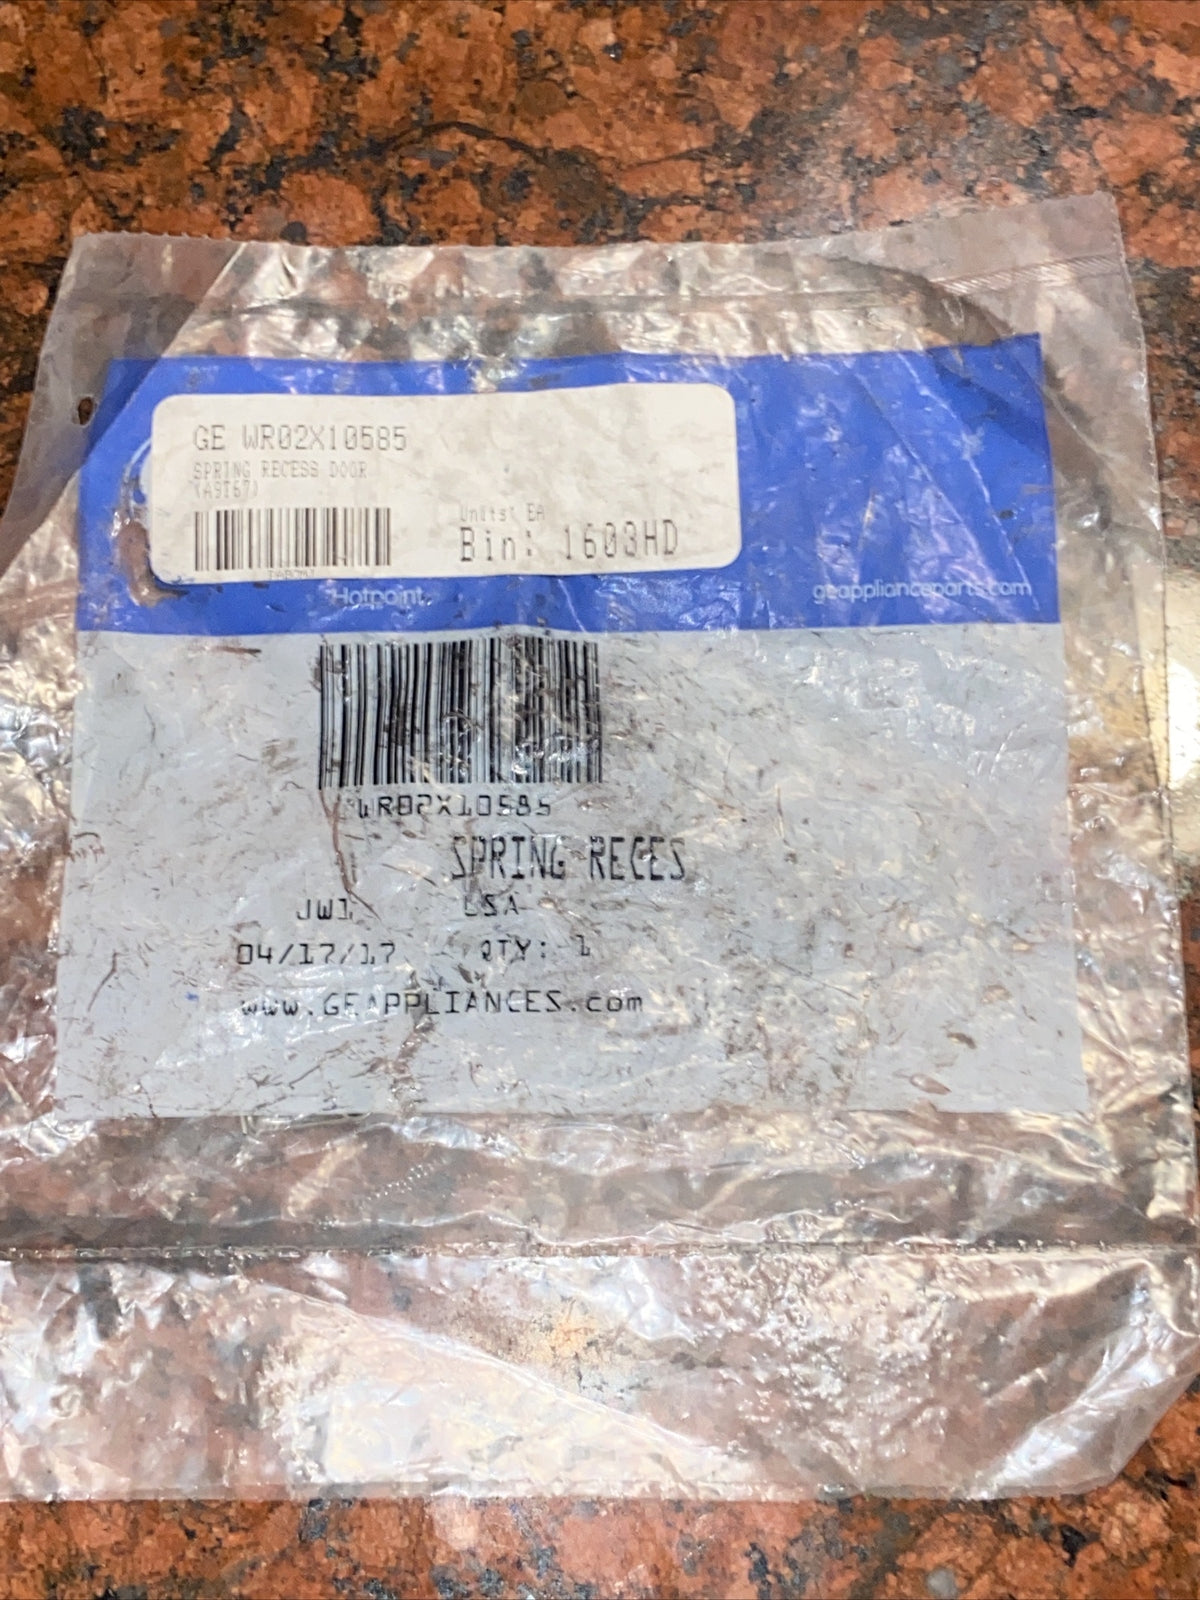 GE WR02X10585
SPRING RECESS DOOR
(A9T67)
Units: EA
Bin: 1603HD
Hotpoint
geapplianceparts.com
WR02X10585
SPRING RECES
JW1 USA
04/17/17 QTY: 1
www.GEAPPLIANCES.com